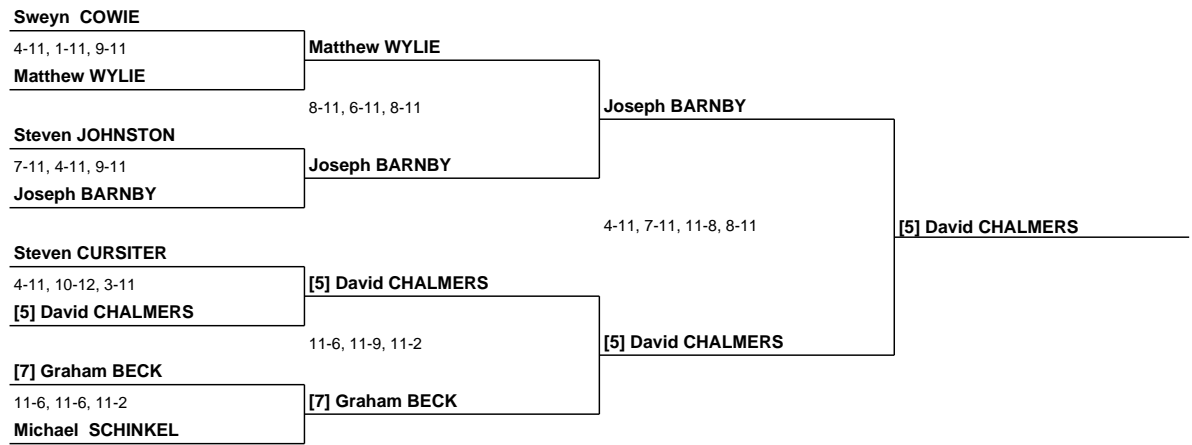 Sweyn  COWIE
4-11, 1-11, 9-11
Matthew WYLIE
Matthew WYLIE
8-11, 6-11, 8-11
Joseph BARNBY
Steven JOHNSTON
7-11, 4-11, 9-11
Joseph BARNBY
Joseph BARNBY
4-11, 7-11, 11-8, 8-11
[5] David CHALMERS
Steven CURSITER
4-11, 10-12, 3-11
[5] David CHALMERS
[5] David CHALMERS
11-6, 11-9, 11-2
[5] David CHALMERS
[7] Graham BECK
11-6, 11-6, 11-2
[7] Graham BECK
Michael  SCHINKEL